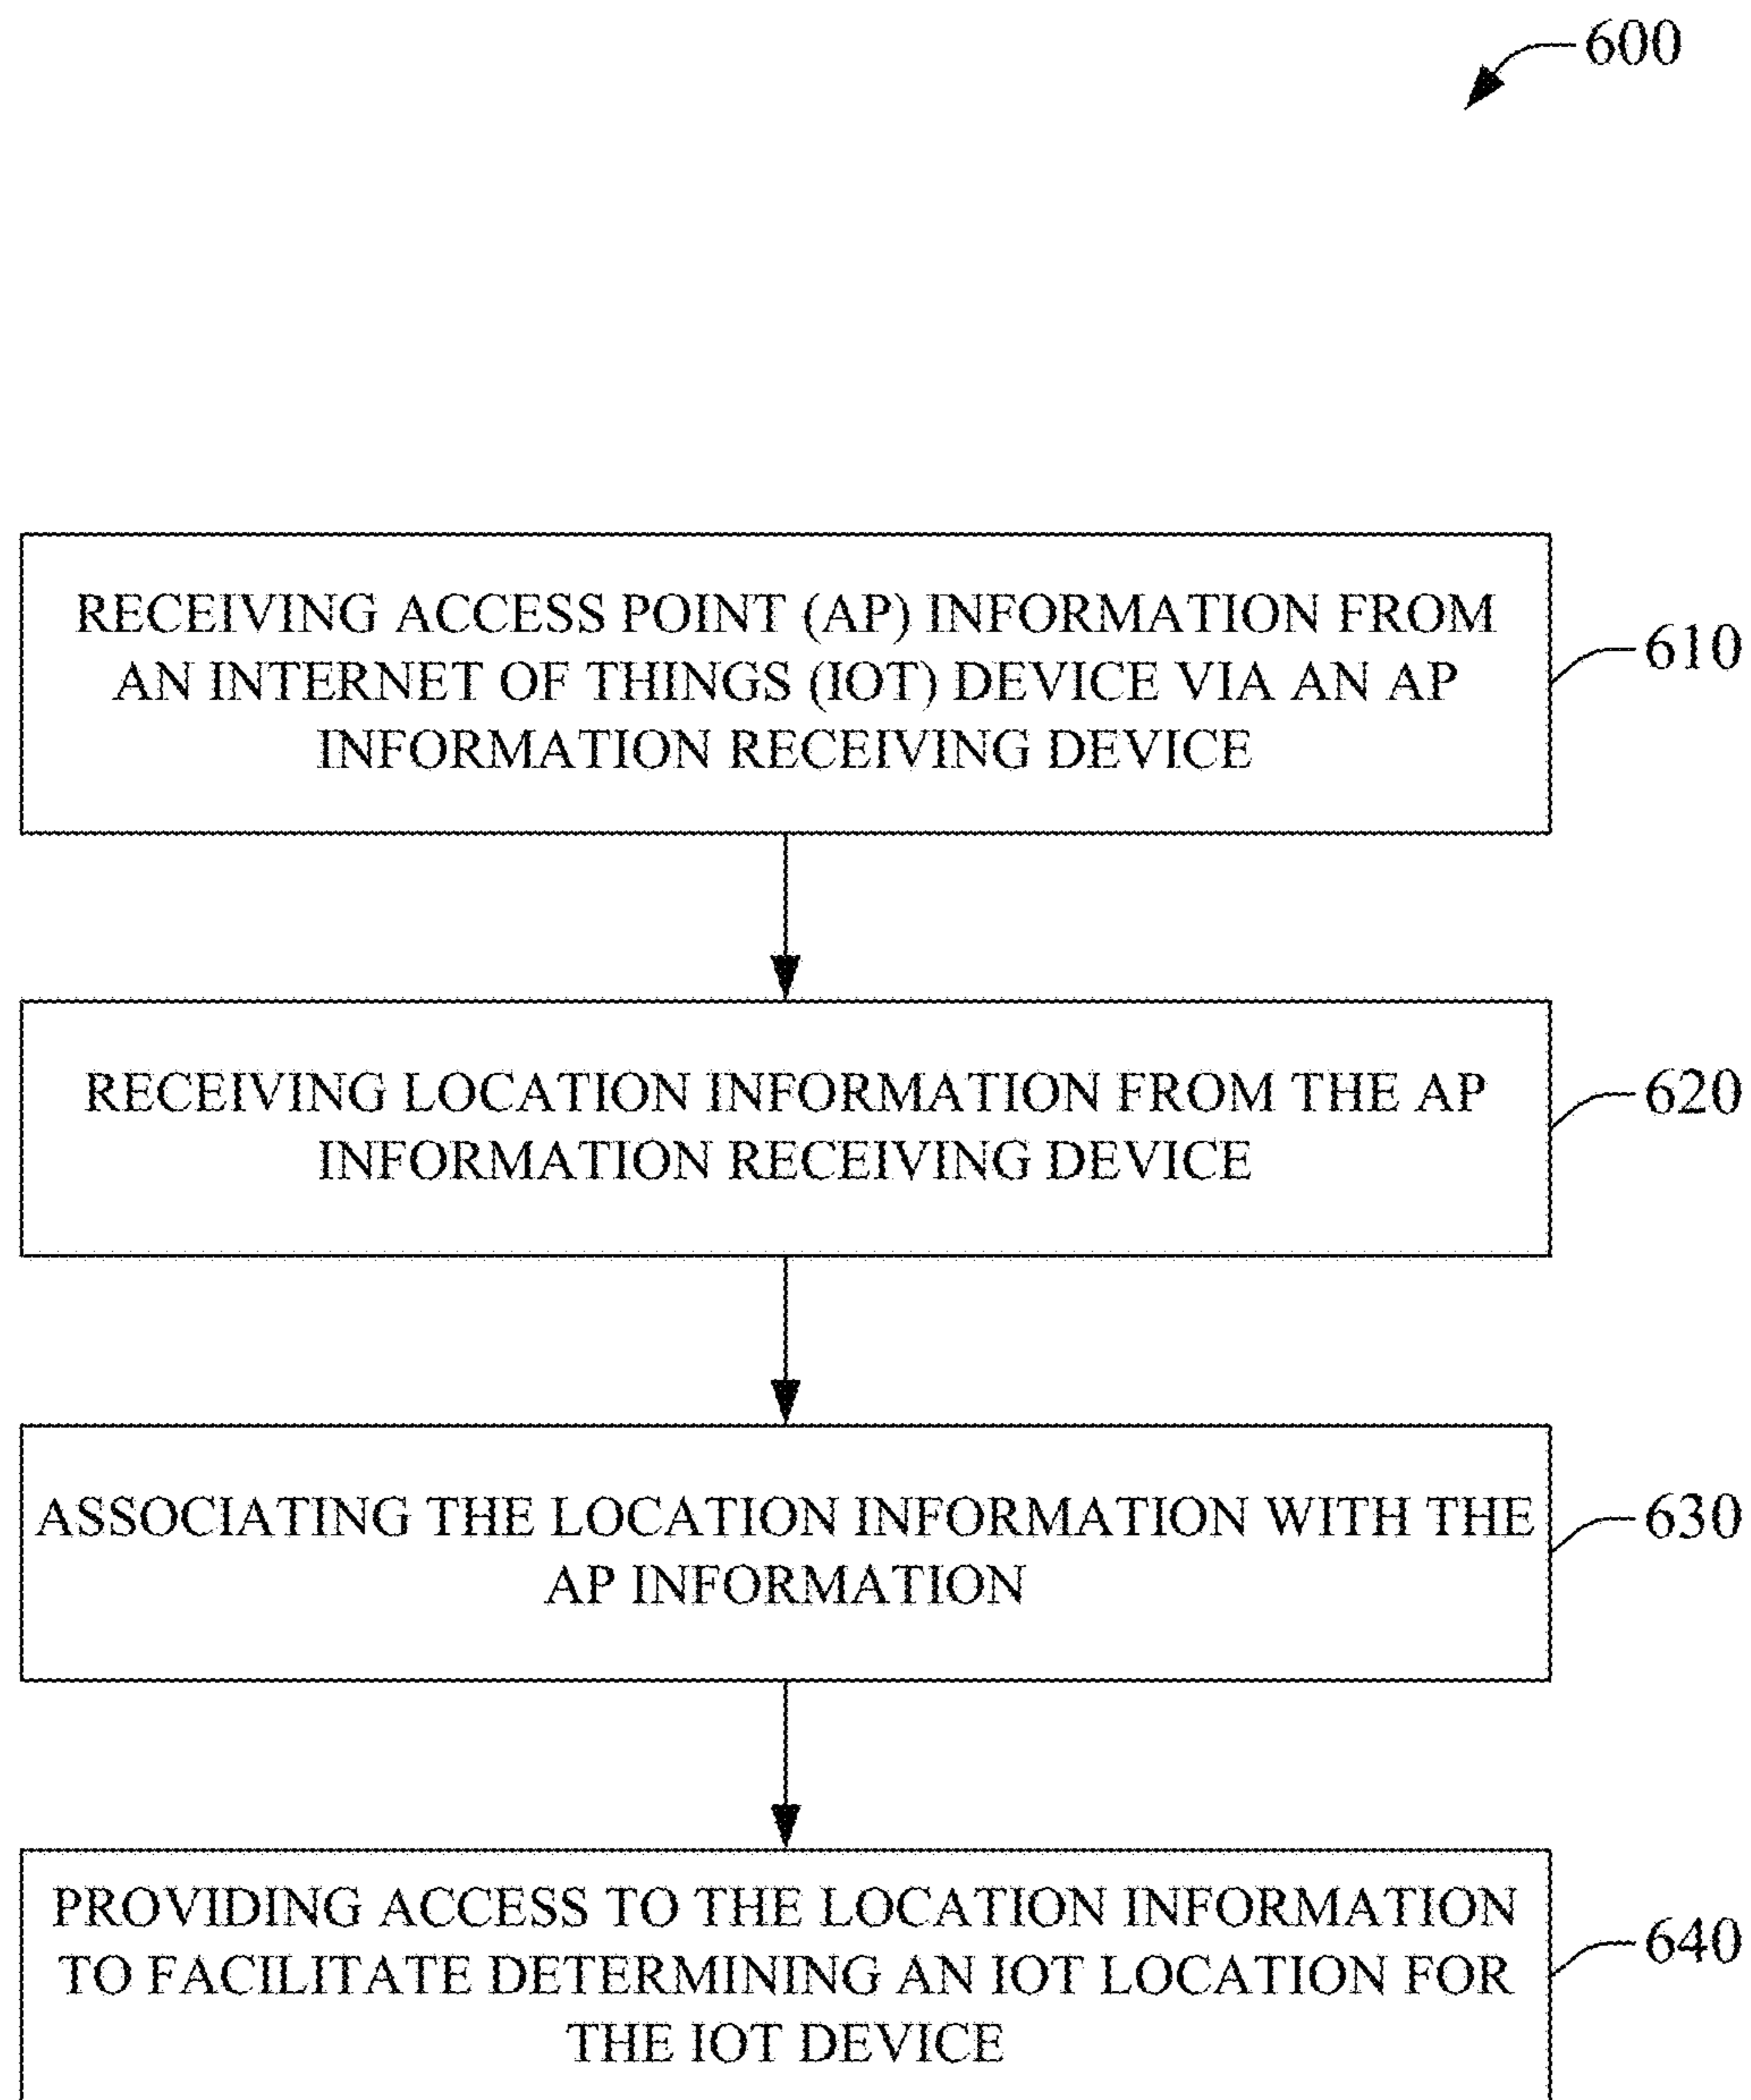 600
RECEIVING ACCESS POINT (AP) INFORMATION FROM
AN INTERNET OF THINGS (IOT) DEVICE VIA AN AP
INFORMATION RECEIVING DEVICE
610
RECEIVING LOCATION INFORMATION FROM THE AP
INFORMATION RECEIVING DEVICE
620
ASSOCIATING THE LOCATION INFORMATION WITH THE
AP INFORMATION
630
PROVIDING ACCESS TO THE LOCATION INFORMATION
TO FACILITATE DETERMINING AN IOT LOCATION FOR
THE IOT DEVICE
640